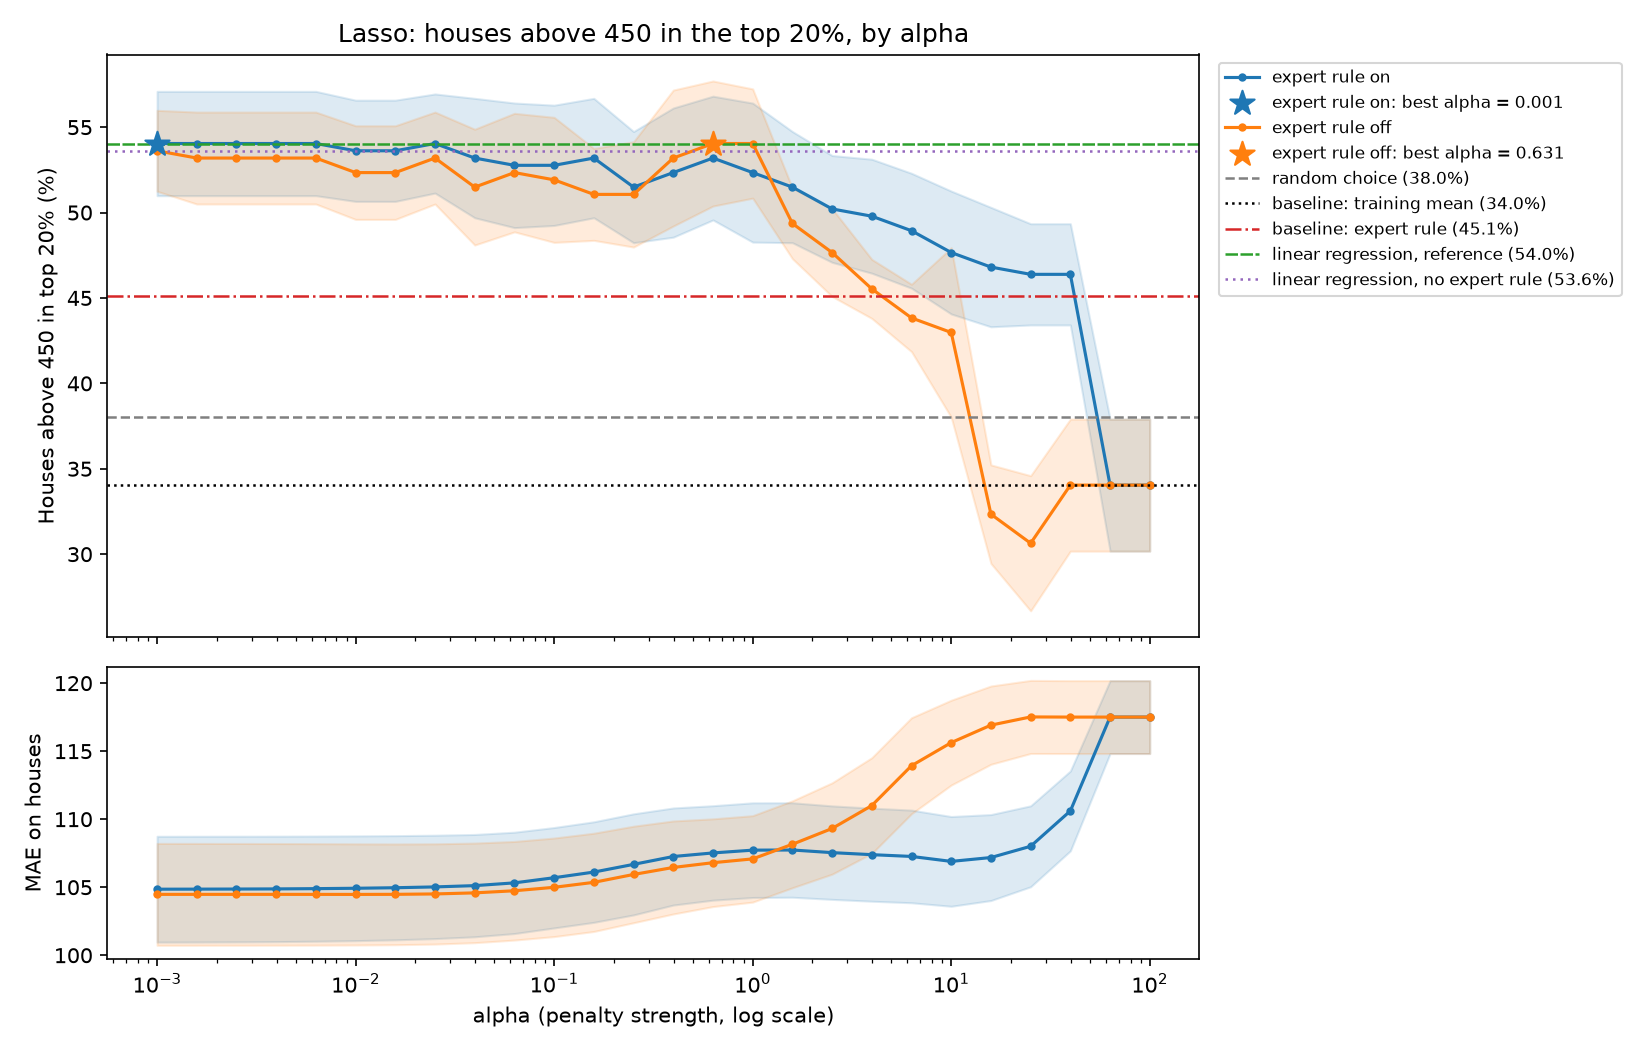 Lasso: houses above 450 in the top 20%, by alpha
Houses above 450 in top 20% (%)
55
50
45
40
35
30
expert rule on
expert rule on: best alpha = 0.001
expert rule off
expert rule off: best alpha = 0.631
random choice (38.0%)
baseline: training mean (34.0%)
baseline: expert rule (45.1%)
linear regression, reference (54.0%)
linear regression, no expert rule (53.6%)
MAE on houses
120
115
110
105
100
10⁻³ 10⁻² 10⁻¹ 10⁰ 10¹ 10²
alpha (penalty strength, log scale)